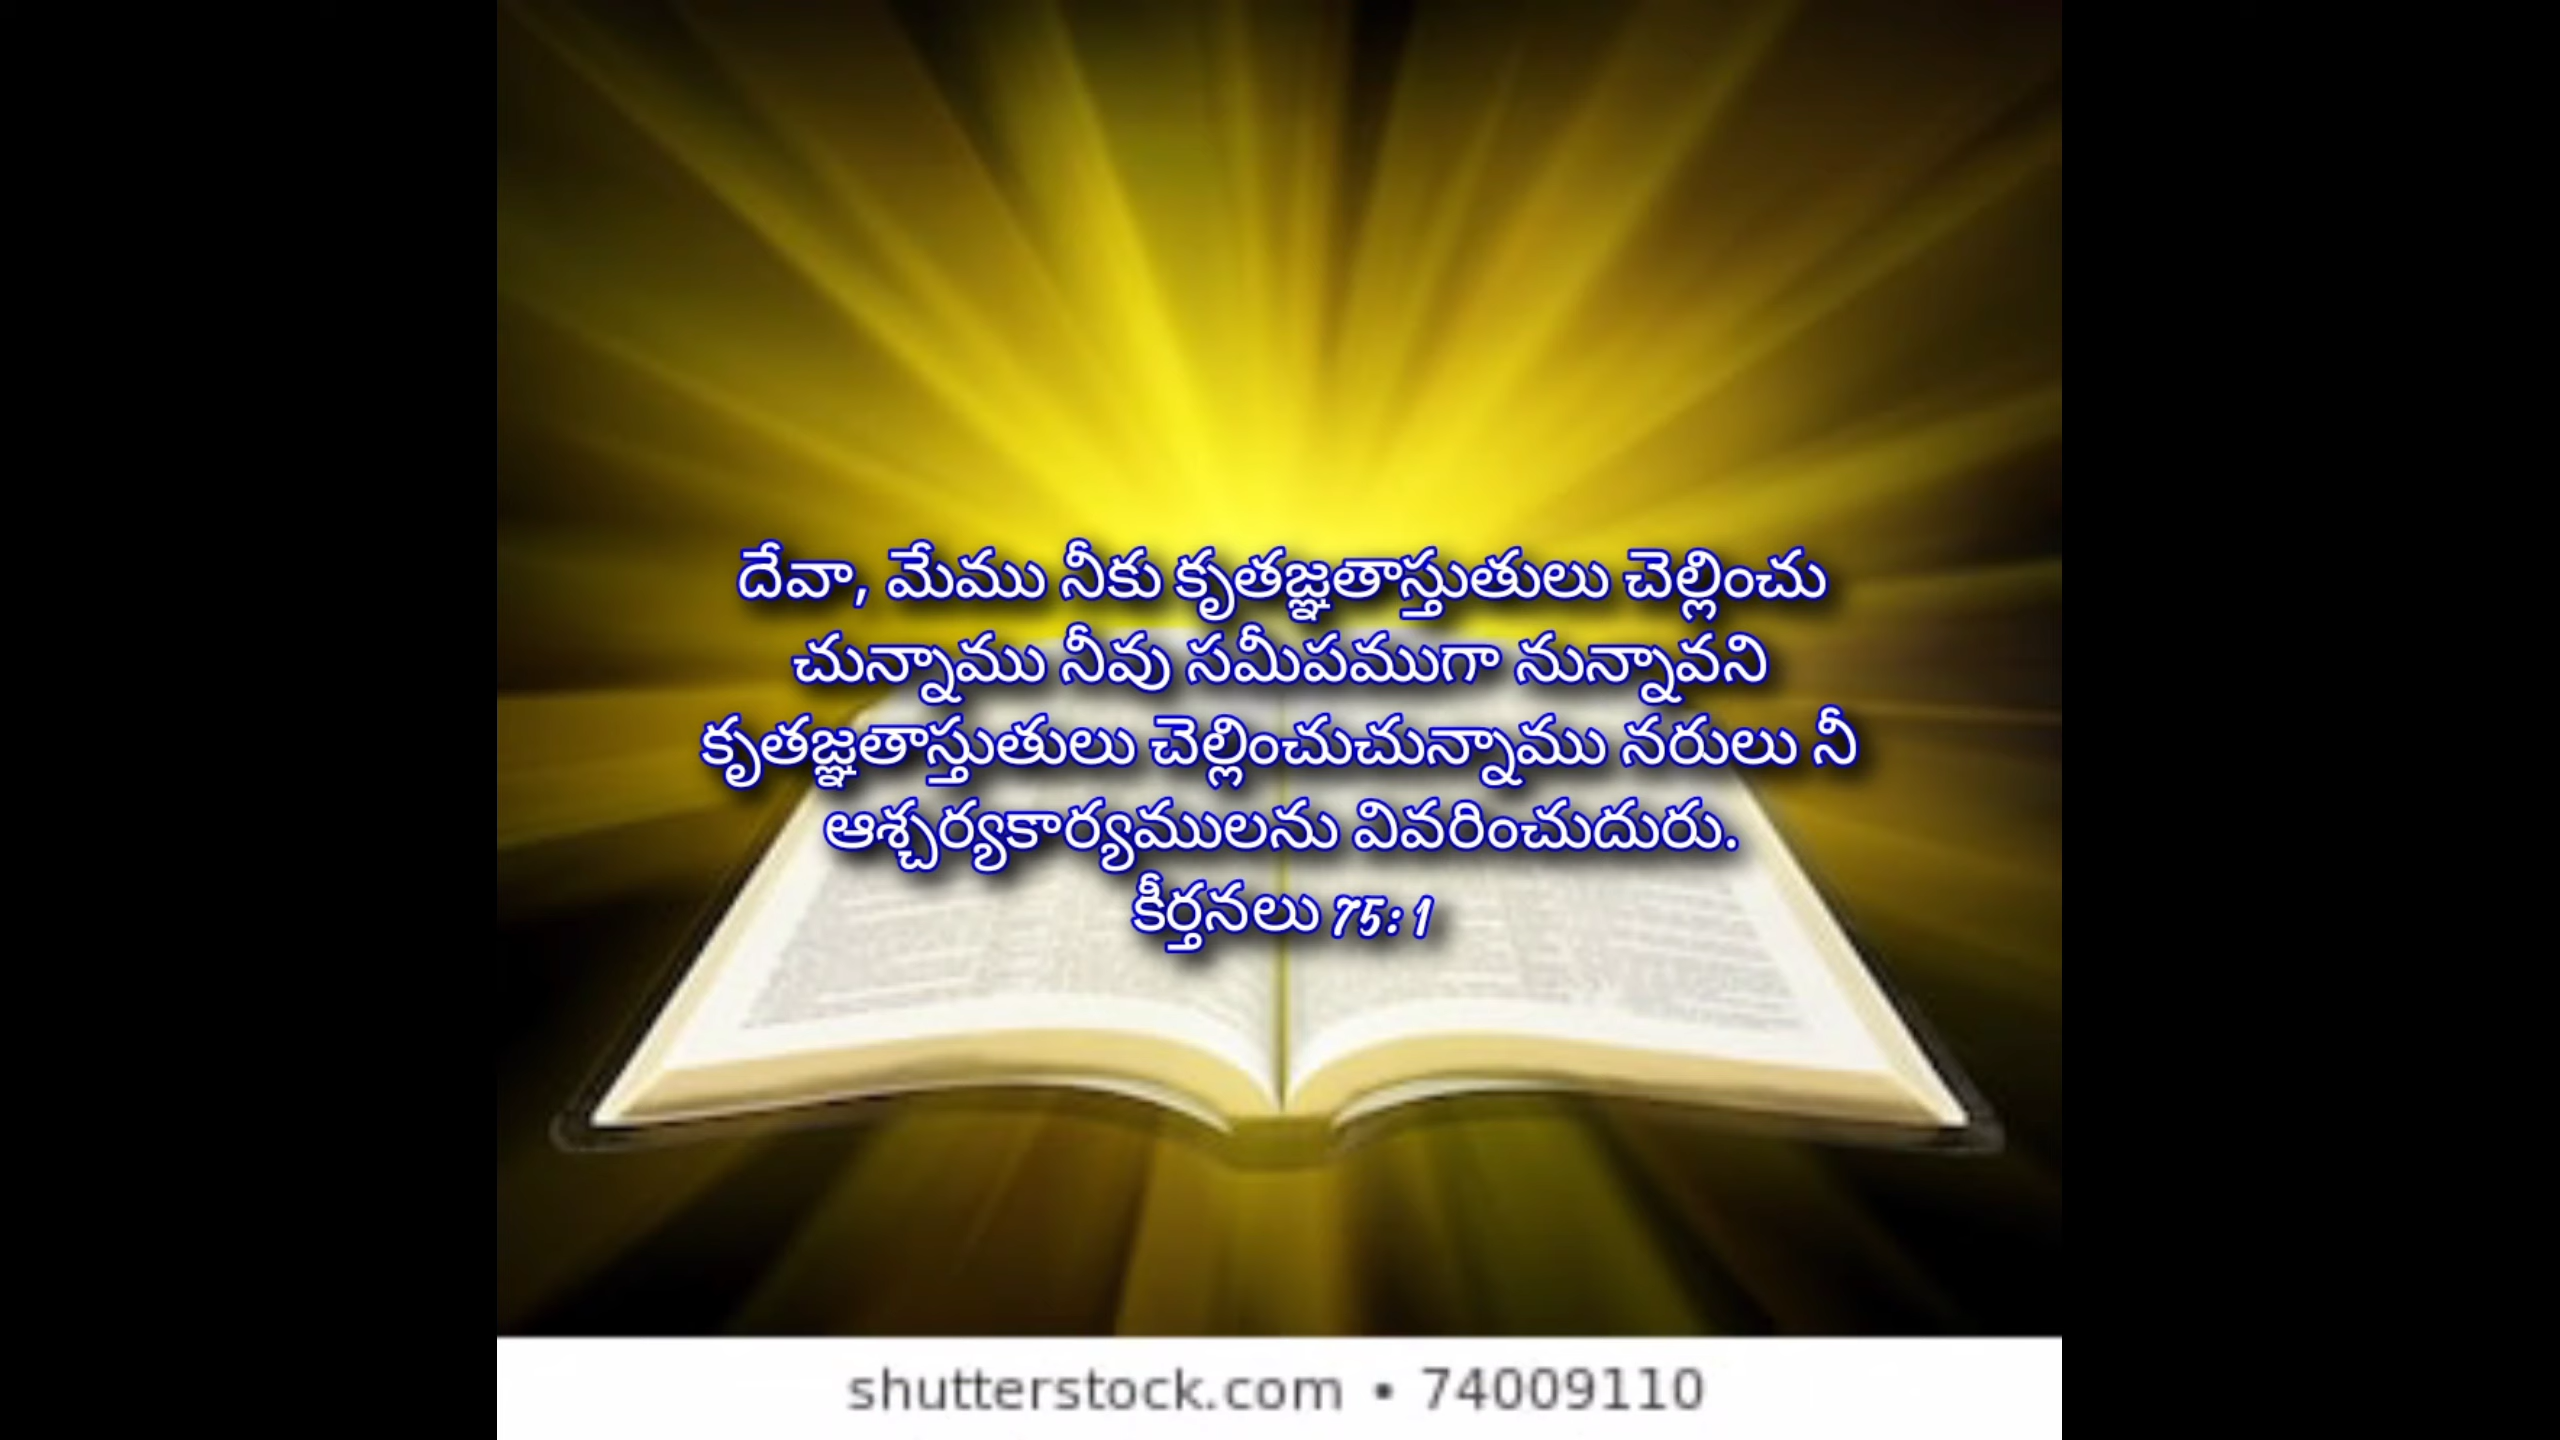 దేవా, మేము నీకు కృతజ్ఞతాస్తుతులు చెల్లించు
చున్నాము నీవు సమీపముగా నున్నావని
కృతజ్ఞతాస్తుతులు చెల్లించుచున్నాము నరులు నీ
ఆశ్చర్యకార్యములను వివరించుదురు.
కీర్తనలు 75:1
shutterstock.com • 74009110